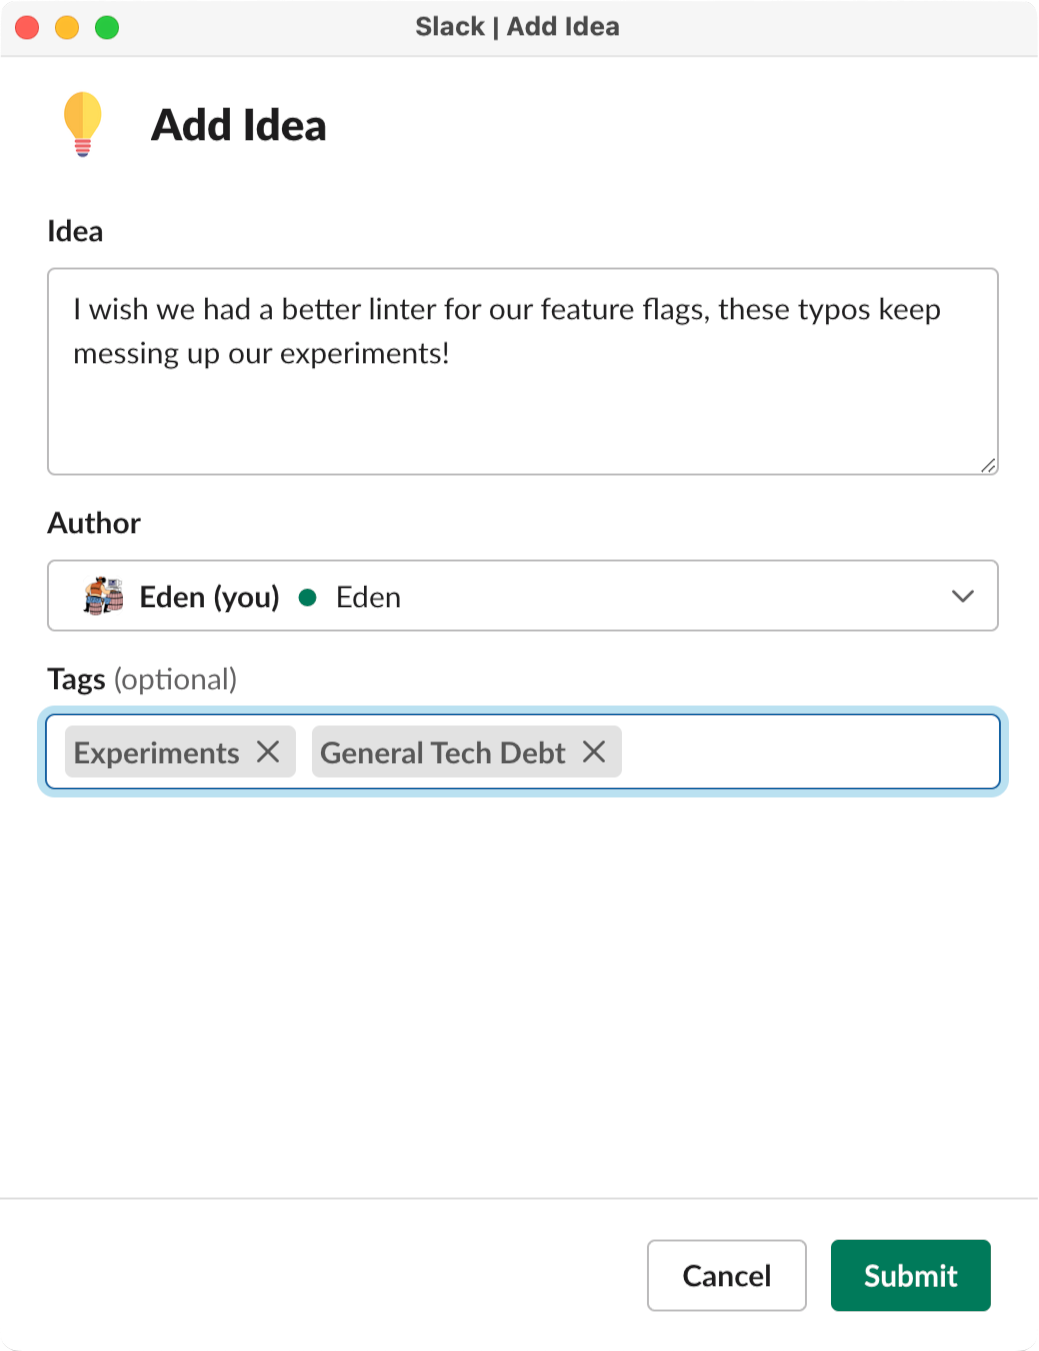 Slack | Add Idea
Add Idea
Idea
I wish we had a better linter for our feature flags, these typos keep
messing up our experiments!
Author
Eden (you) Eden
Tags (optional)
Experiments General Tech Debt
Cancel Submit